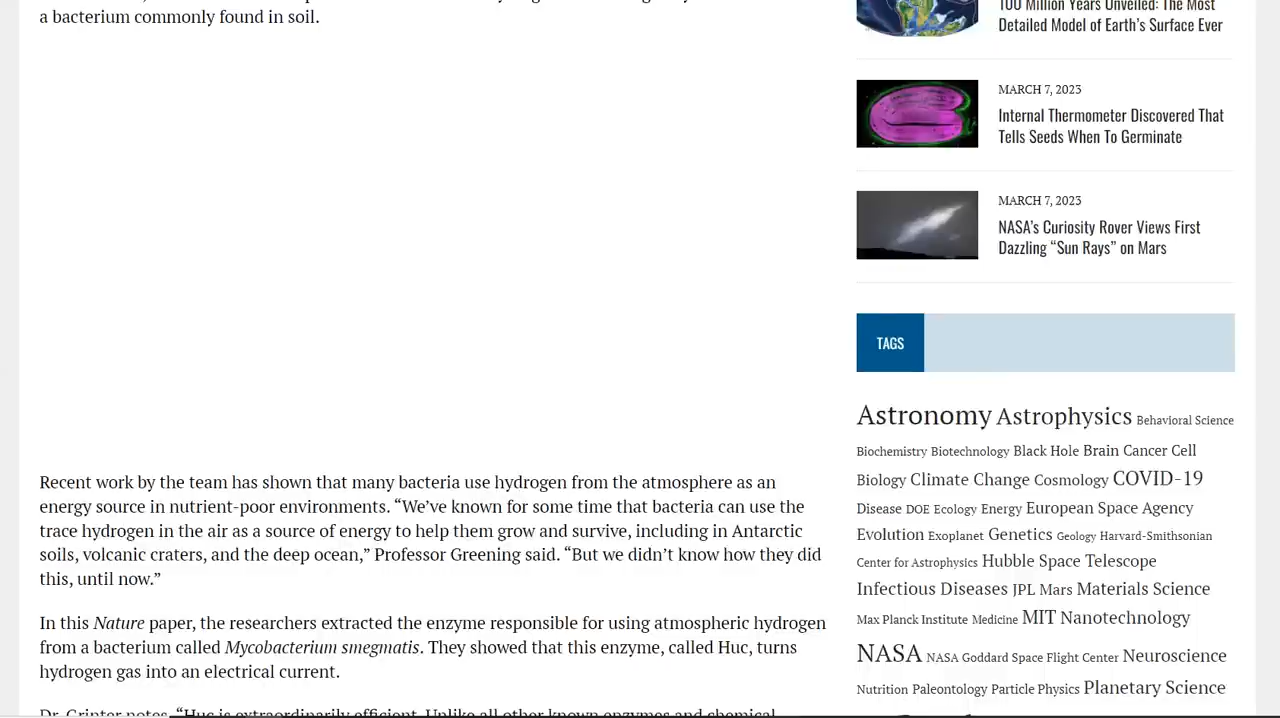 a bacterium commonly found in soil.
Recent work by the team has shown that many bacteria use hydrogen from the atmosphere as an
energy source in nutrient-poor environments. “We’ve known for some time that bacteria can use the
trace hydrogen in the air as a source of energy to help them grow and survive, including in Antarctic
soils, volcanic craters, and the deep ocean,” Professor Greening said. “But we didn’t know how they did
this, until now.”
In this Nature paper, the researchers extracted the enzyme responsible for using atmospheric hydrogen
from a bacterium called Mycobacterium smegmatis. They showed that this enzyme, called Huc, turns
hydrogen gas into an electrical current.
Dr. Grinter notes, “Huc is extraordinarily efficient. Unlike all other known enzymes and chemical
100 Million Years Unveiled: The Most
Detailed Model of Earth’s Surface Ever
MARCH 7, 2023
Internal Thermometer Discovered That
Tells Seeds When To Germinate
MARCH 7, 2023
NASA’s Curiosity Rover Views First
Dazzling “Sun Rays” on Mars
TAGS
Astronomy Astrophysics Behavioral Science
Biochemistry Biotechnology Black Hole Brain Cancer Cell
Biology Climate Change Cosmology COVID-19
Disease DOE Ecology Energy European Space Agency
Evolution Exoplanet Genetics Geology Harvard-Smithsonian
Center for Astrophysics Hubble Space Telescope
Infectious Diseases JPL Mars Materials Science
Max Planck Institute Medicine MIT Nanotechnology
NASA NASA Goddard Space Flight Center Neuroscience
Nutrition Paleontology Particle Physics Planetary Science